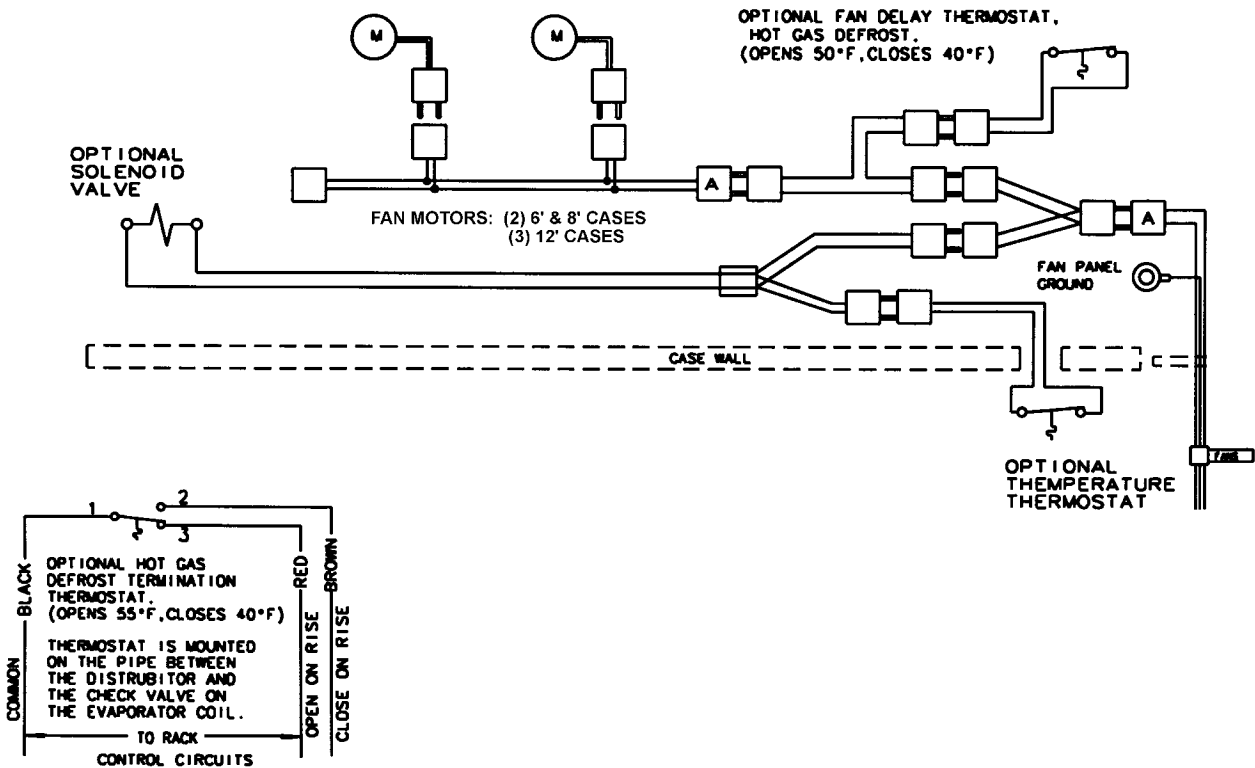 OPTIONAL FAN DELAY THERMOSTAT,
HOT GAS DEFROST.
(OPENS 50°F, CLOSES 40°F)
M
M
OPTIONAL
SOLENOID
VALVE
A
FAN MOTORS: (2) 6' & 8' CASES
(3) 12' CASES
A
FAN PANEL
GROUND
CASE WALL
OPTIONAL
THEMPERATURE
THERMOSTAT
FANS
1
2
3
BLACK
COMMON
RED
OPEN ON RISE
BROWN
CLOSE ON RISE
OPTIONAL HOT GAS
DEFROST TERMINATION
THERMOSTAT.
(OPENS 55°F, CLOSES 40°F)
THERMOSTAT IS MOUNTED
ON THE PIPE BETWEEN
THE DISTRUBITOR AND
THE CHECK VALVE ON
THE EVAPORATOR COIL.
TO RACK
CONTROL CIRCUITS